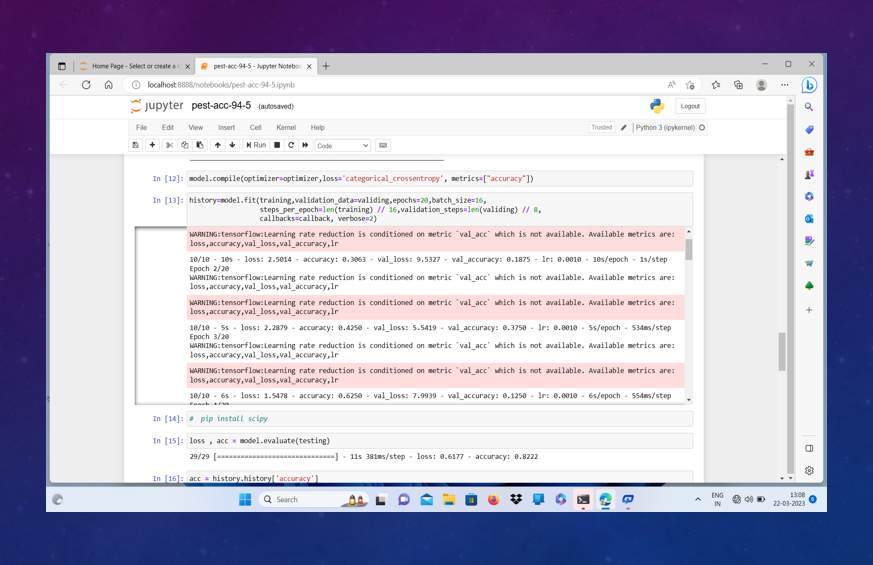 Home Page - Select or create a n
pest-acc-94-5 - Jupyter Noteboo
localhost:8888/notebooks/pest-acc-94-5.ipynb
jupyter pest-acc-94-5 (autosaved)
Logout
File Edit View Insert Cell Kernel Help
Trusted Python 3 (ipykernel)
Run Code
In [12]: model.compile(optimizer=optimizer,loss='categorical_crossentropy', metrics=["accuracy"])
In [13]: history=model.fit(training,validation_data=validing,epochs=20,batch_size=16,
steps_per_epoch=len(training) // 16,validation_steps=len(validing) // 8,
callbacks=callback, verbose=2)
WARNING:tensorflow:Learning rate reduction is conditioned on metric `val_acc` which is not available. Available metrics are:
loss,accuracy,val_loss,val_accuracy,lr
10/10 - 10s - loss: 2.5014 - accuracy: 0.3063 - val_loss: 9.5327 - val_accuracy: 0.1875 - lr: 0.0010 - 10s/epoch - 1s/step
Epoch 2/20
WARNING:tensorflow:Learning rate reduction is conditioned on metric `val_acc` which is not available. Available metrics are:
loss,accuracy,val_loss,val_accuracy,lr
WARNING:tensorflow:Learning rate reduction is conditioned on metric `val_acc` which is not available. Available metrics are:
loss,accuracy,val_loss,val_accuracy,lr
10/10 - 5s - loss: 2.2879 - accuracy: 0.4250 - val_loss: 5.5419 - val_accuracy: 0.3750 - lr: 0.0010 - 5s/epoch - 534ms/step
Epoch 3/20
WARNING:tensorflow:Learning rate reduction is conditioned on metric `val_acc` which is not available. Available metrics are:
loss,accuracy,val_loss,val_accuracy,lr
WARNING:tensorflow:Learning rate reduction is conditioned on metric `val_acc` which is not available. Available metrics are:
loss,accuracy,val_loss,val_accuracy,lr
10/10 - 6s - loss: 1.5478 - accuracy: 0.6250 - val_loss: 7.9939 - val_accuracy: 0.1250 - lr: 0.0010 - 6s/epoch - 554ms/step
Epoch 4/20
In [14]: # pip install scipy
In [15]: loss , acc = model.evaluate(testing)
29/29 [==============================] - 11s 381ms/step - loss: 0.6177 - accuracy: 0.8222
In [16]: acc = history.history['accuracy']
Search
ENG
IN
13:08
22-03-2023